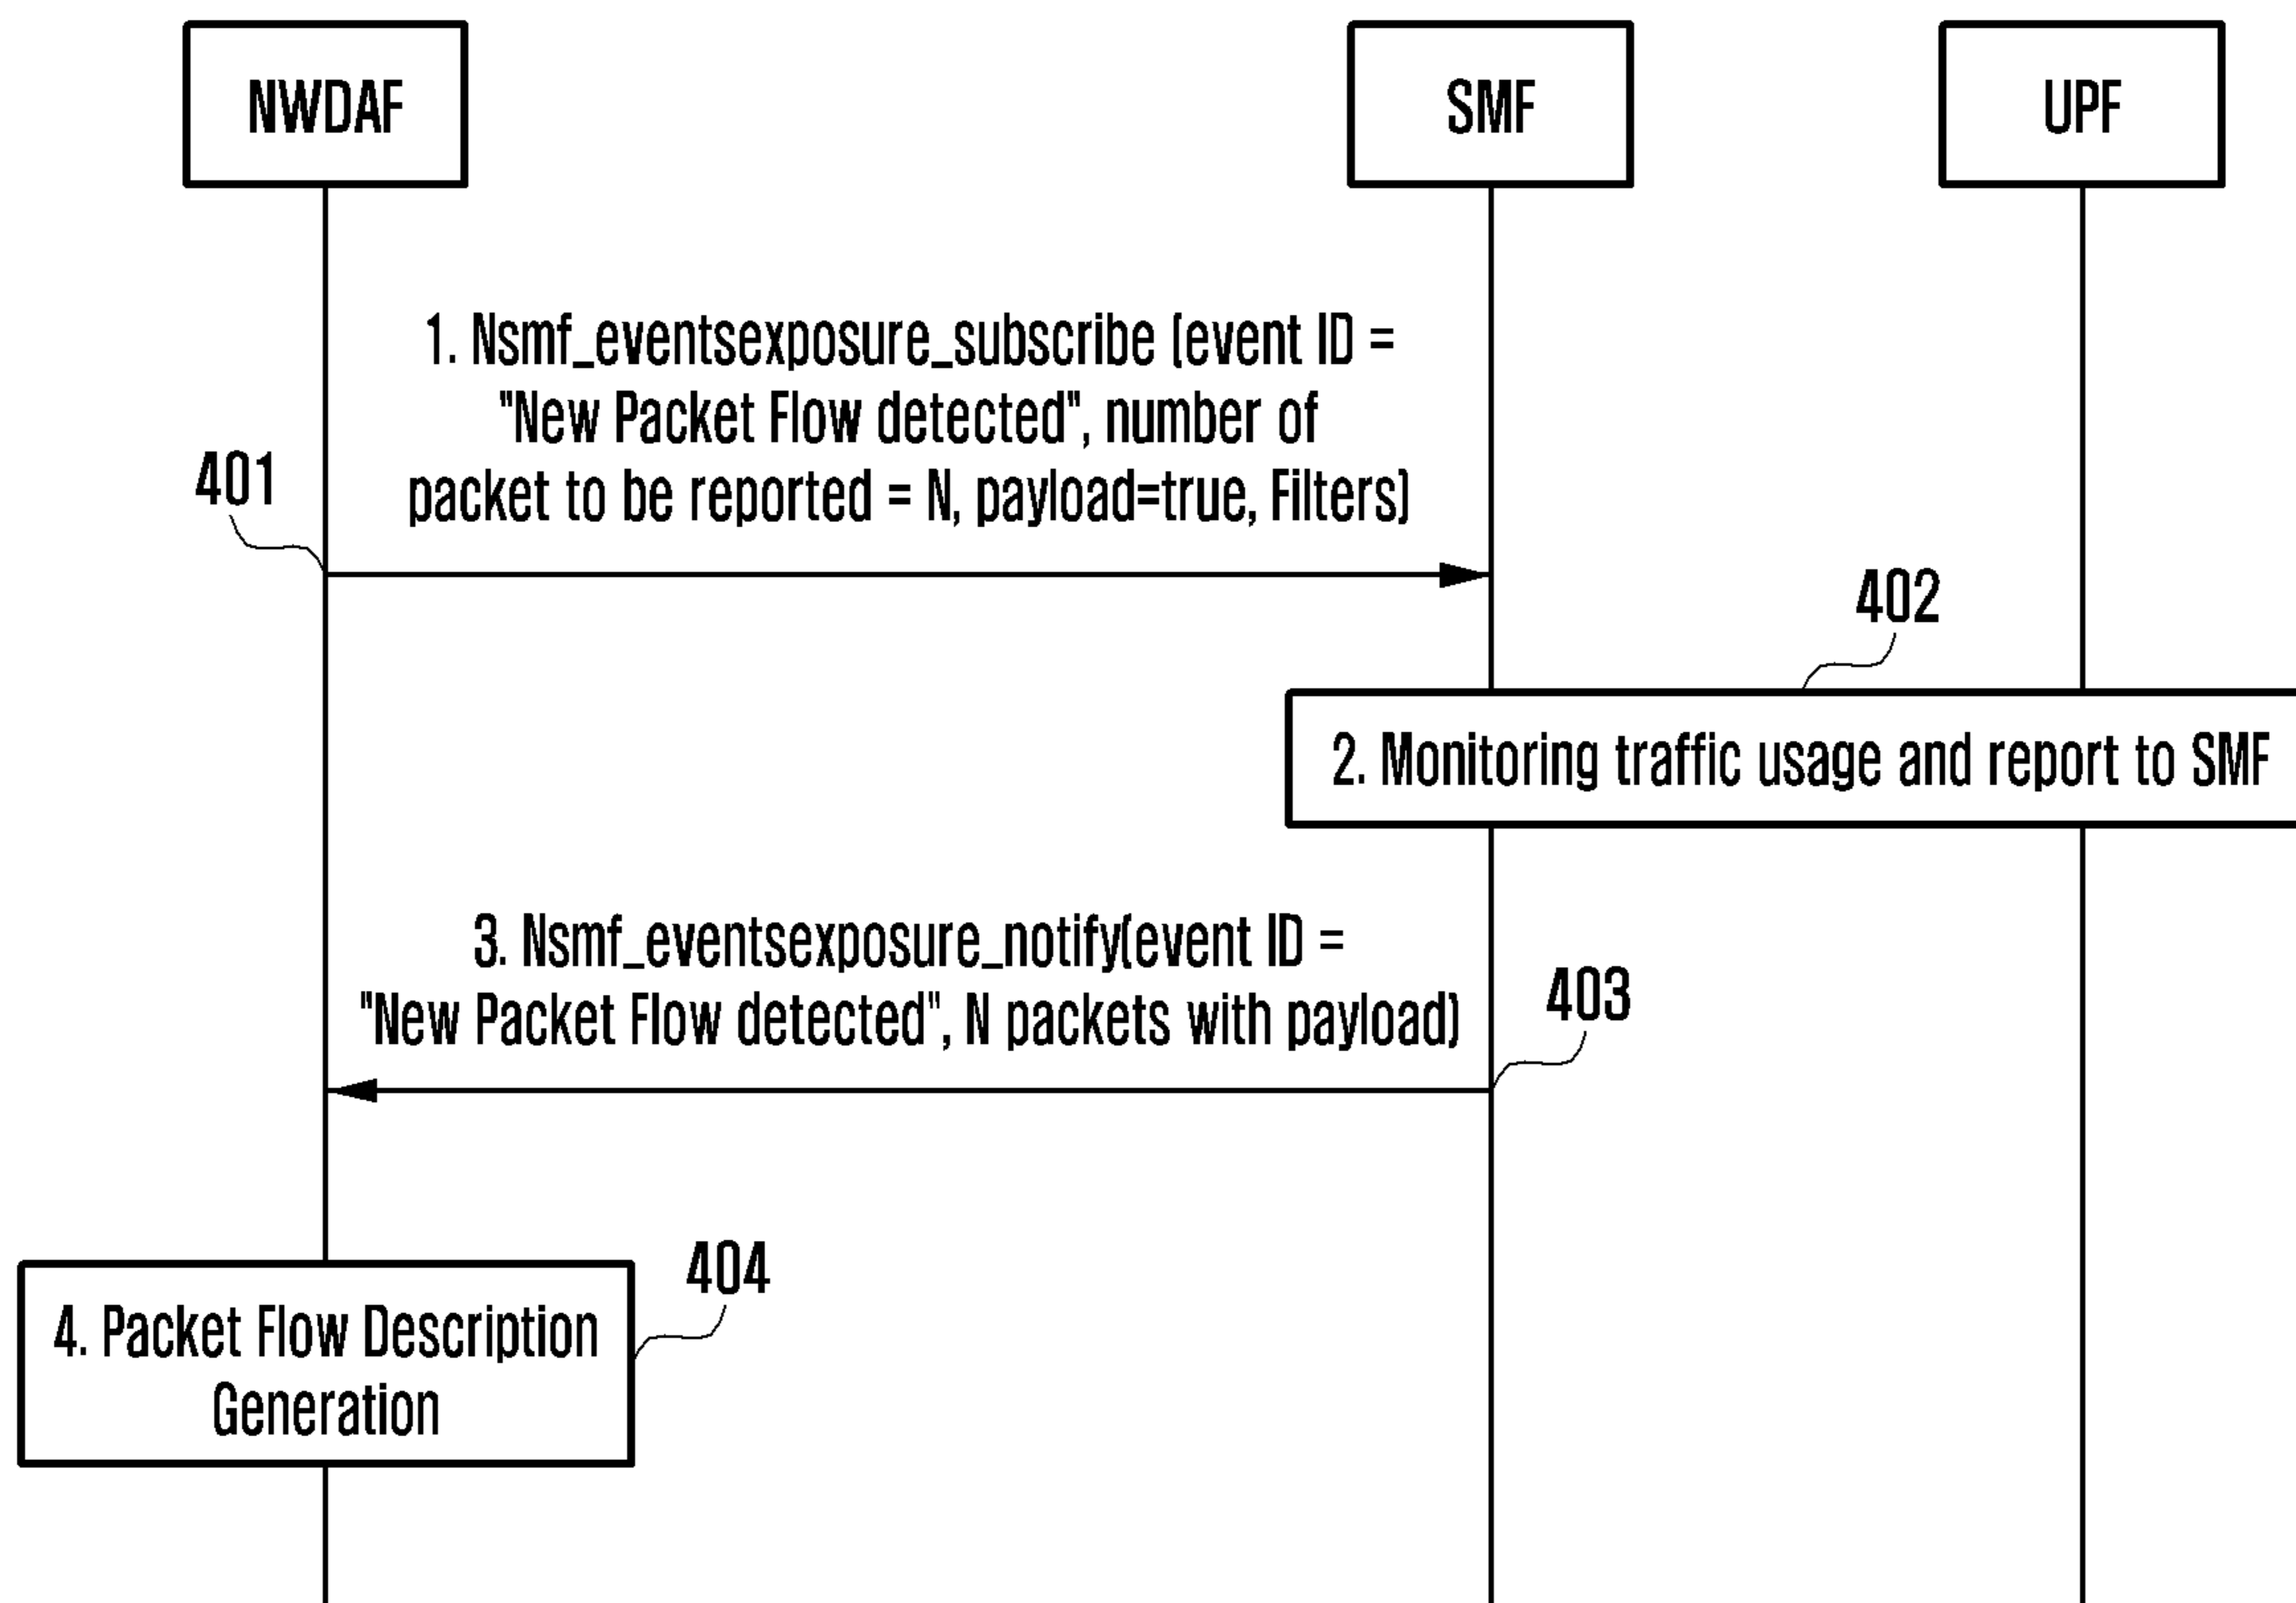 NWDAF
SMF
UPF
1. Nsmf_eventsexposure_subscribe (event ID =
"New Packet Flow detected", number of
packet to be reported = N, payload=true, Filters)
401
402
2. Monitoring traffic usage and report to SMF
3. Nsmf_eventsexposure_notify(event ID =
"New Packet Flow detected", N packets with payload)
403
404
4. Packet Flow Description
Generation